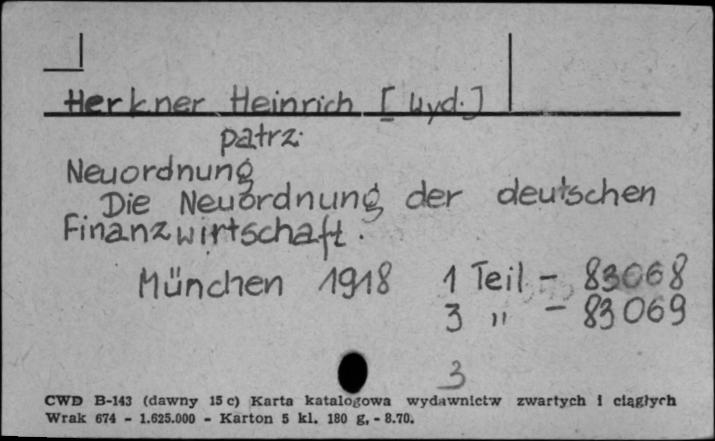 Herkner Heinrich [Wyd.]
patrz:
Neuordnung
Die Neuordnung der deutschen
Finanzwirtschaft.
München 1918 1 Teil - 83068
3 " - 83069
3
CWD B-143 (dawny 15 c) Karta katalogowa wydawnictw zwartych i ciągłych
Wrak 674 - 1.625.000 - Karton 5 kl. 180 g. - 8.70.